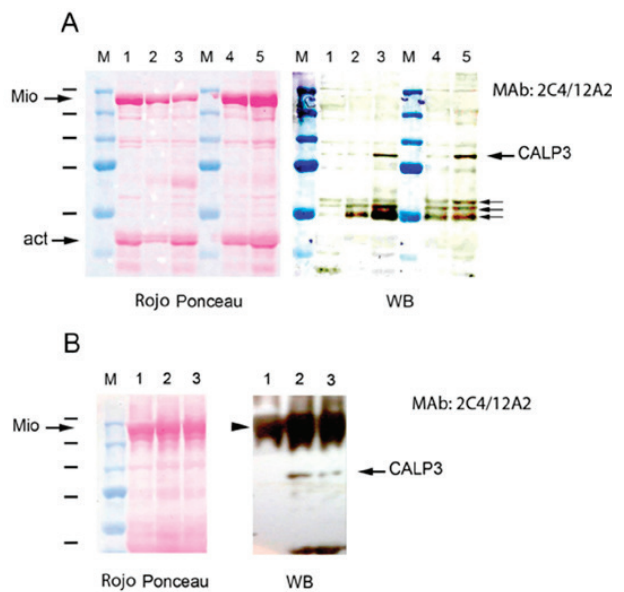 A
M 1 2 3 M 4 5 M 1 2 3 M 4 5
Mio
MAb: 2C4/12A2
CALP3
act
Rojo Ponceau WB
B
M 1 2 3 1 2 3
MAb: 2C4/12A2
Mio
CALP3
Rojo Ponceau WB